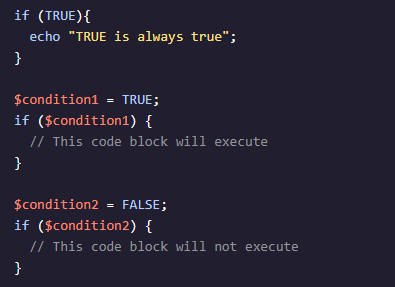 if (TRUE){
  echo "TRUE is always true";
}

$condition1 = TRUE;
if ($condition1) {
  // This code block will execute
}

$condition2 = FALSE;
if ($condition2) {
  // This code block will not execute
}